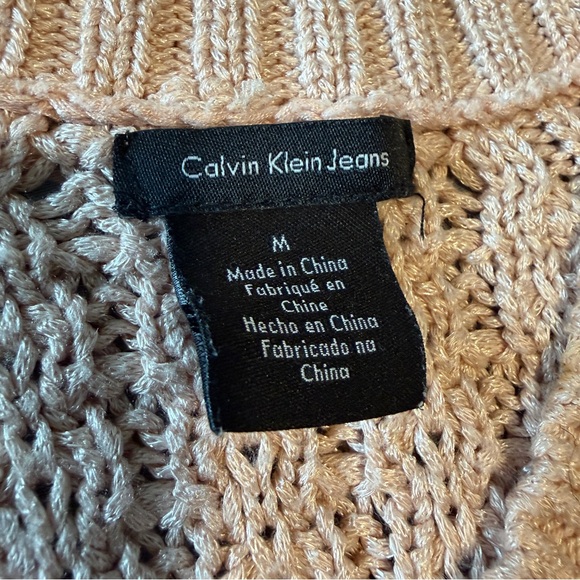 Calvin Klein Jeans
M
Made in China
Fabriqué en
Chine
Hecho en China
Fabricado na
China